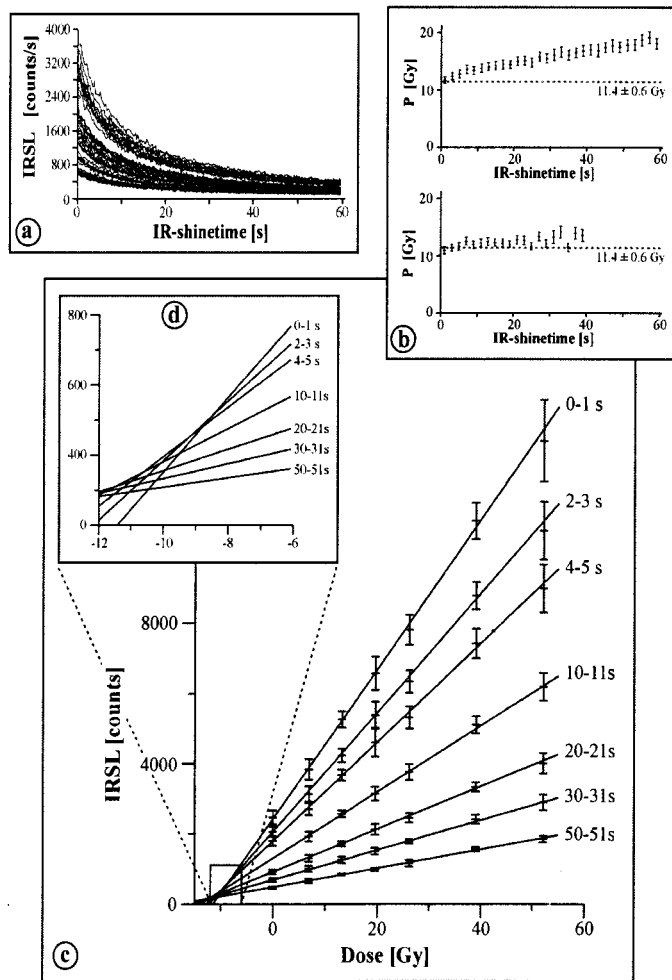 IRSL [counts/s]
4000
3200
2400
1600
800
0
0
20
40
60
IR-shinetime [s]
a
P [Gy]
20
10
0
11.4 ± 0.6 Gy
0
20
40
60
IR-shinetime [s]
P [Gy]
20
10
0
11.4 ± 0.6 Gy
0
20
40
60
IR-shinetime [s]
b
d
800
600
400
200
0
-12
-10
-8
-6
0-1 s
2-3 s
4-5 s
10-11s
20-21s
30-31s
50-51s
IRSL [counts]
8000
4000
0
0
20
40
60
Dose [Gy]
0-1 s
2-3 s
4-5 s
10-11s
20-21s
30-31s
50-51s
c